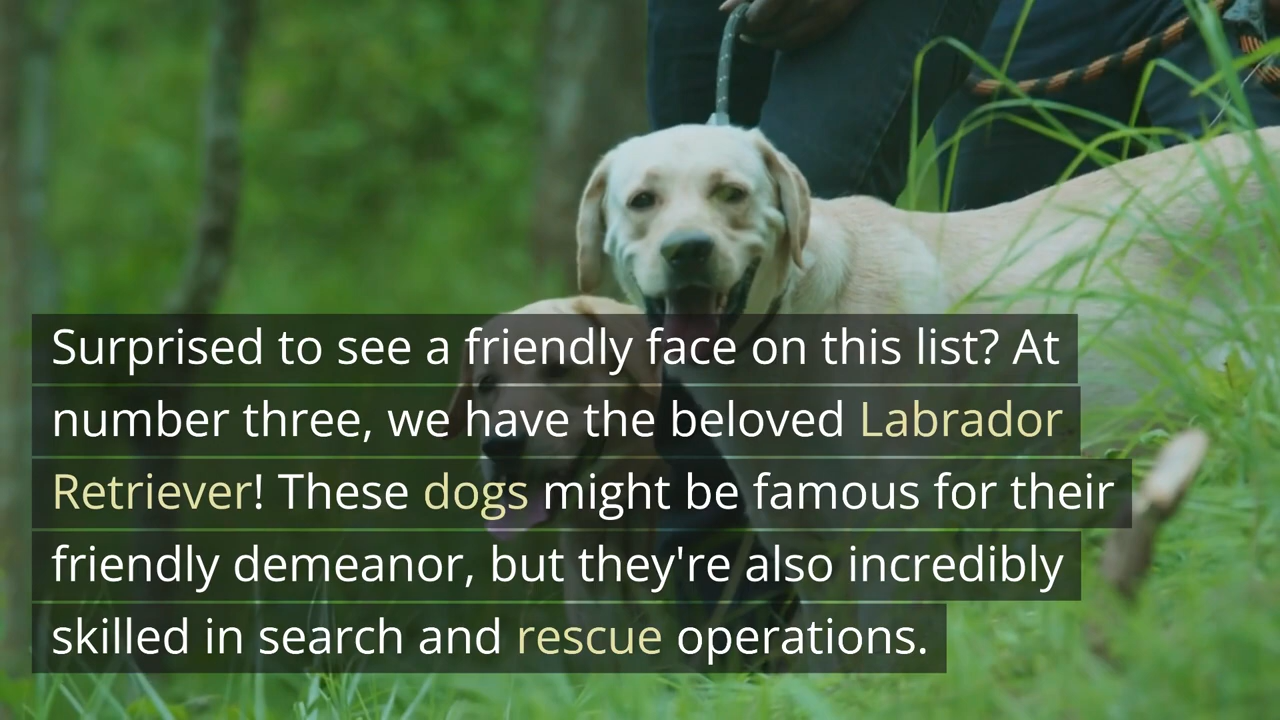 Surprised to see a friendly face on this list? At
number three, we have the beloved Labrador
Retriever! These dogs might be famous for their
friendly demeanor, but they're also incredibly
skilled in search and rescue operations.